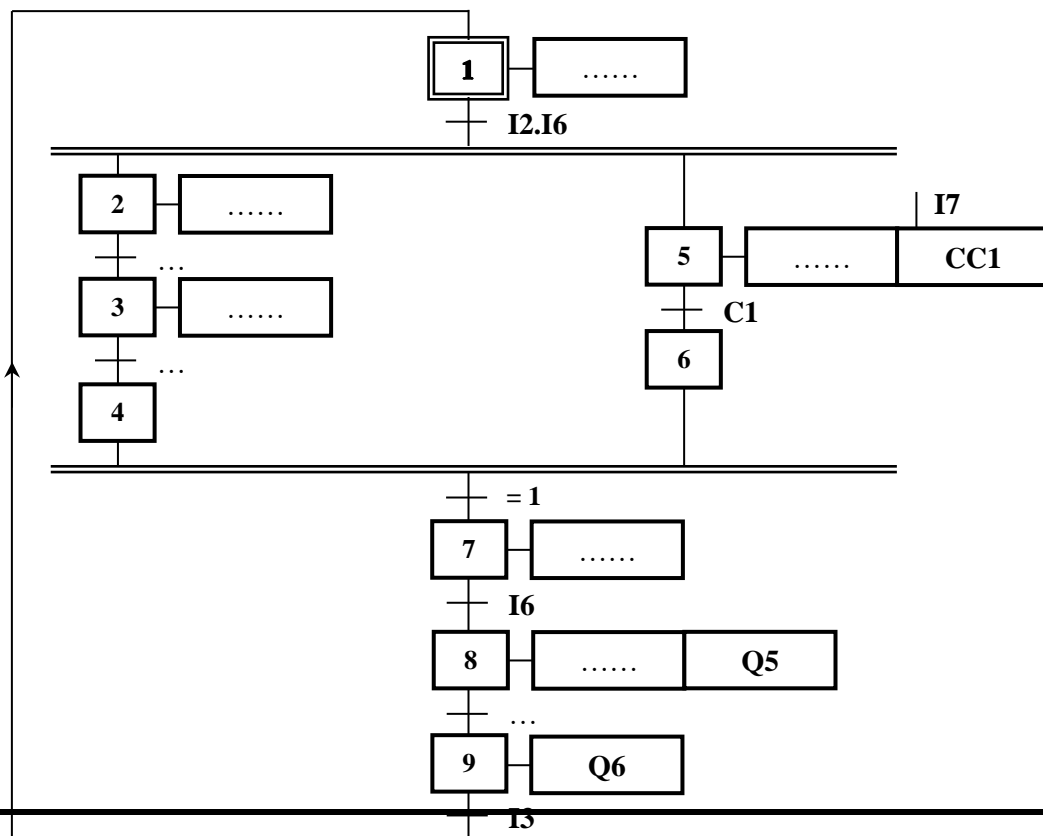 1 ……
I2.I6
2 ……
I7
5 …… CC1
…
3 ……
C1
…
6
4
= 1
7 ……
I6
8 …… Q5
…
9 Q6
I3